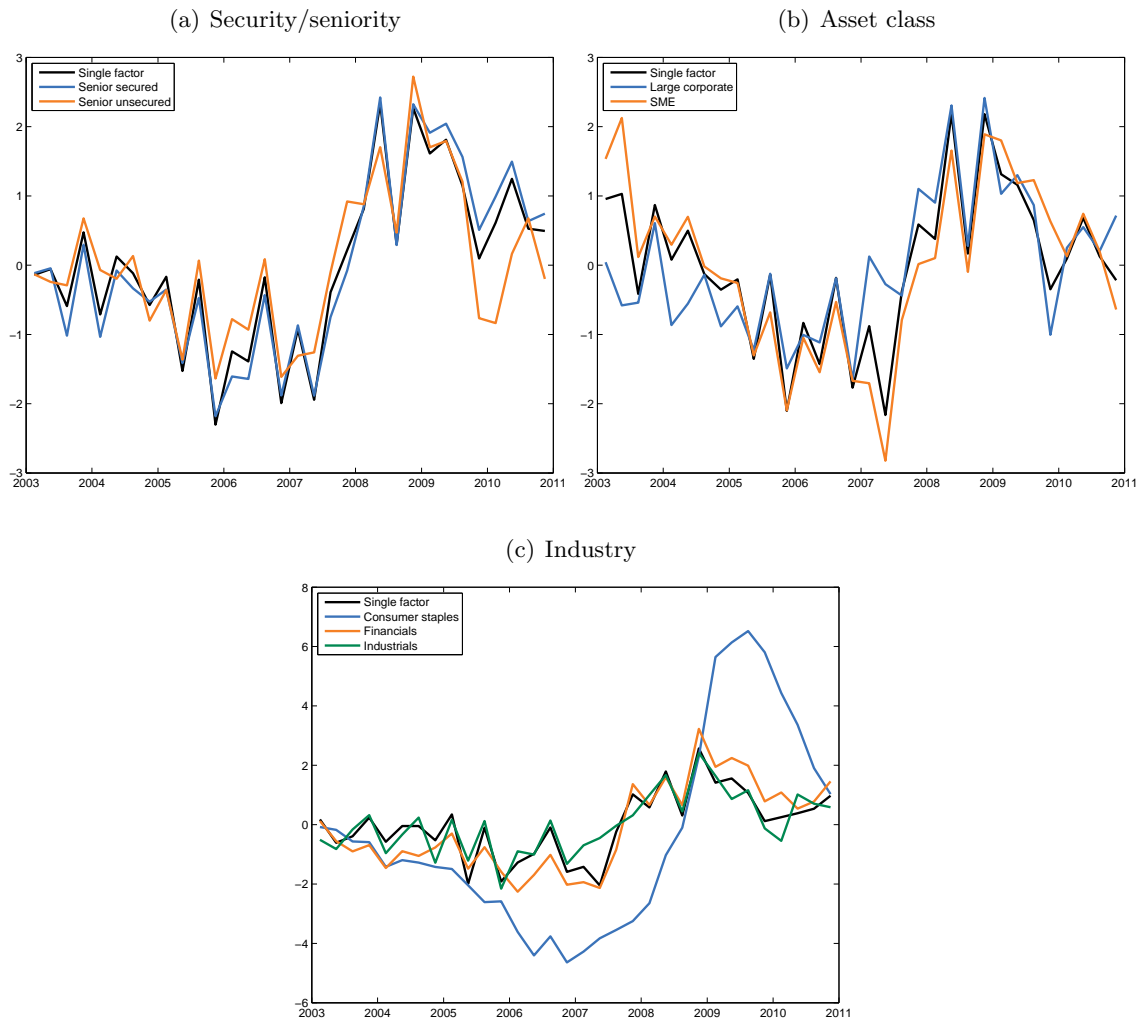 (a) Security/seniority
3
2
1
0
−1
−2
−3
2003 2004 2005 2006 2007 2008 2009 2010 2011
Single factor
Senior secured
Senior unsecured
(b) Asset class
3
2
1
0
−1
−2
−3
2003 2004 2005 2006 2007 2008 2009 2010 2011
Single factor
Large corporate
SME
(c) Industry
8
6
4
2
0
−2
−4
−6
2003 2004 2005 2006 2007 2008 2009 2010 2011
Single factor
Consumer staples
Financials
Industrials